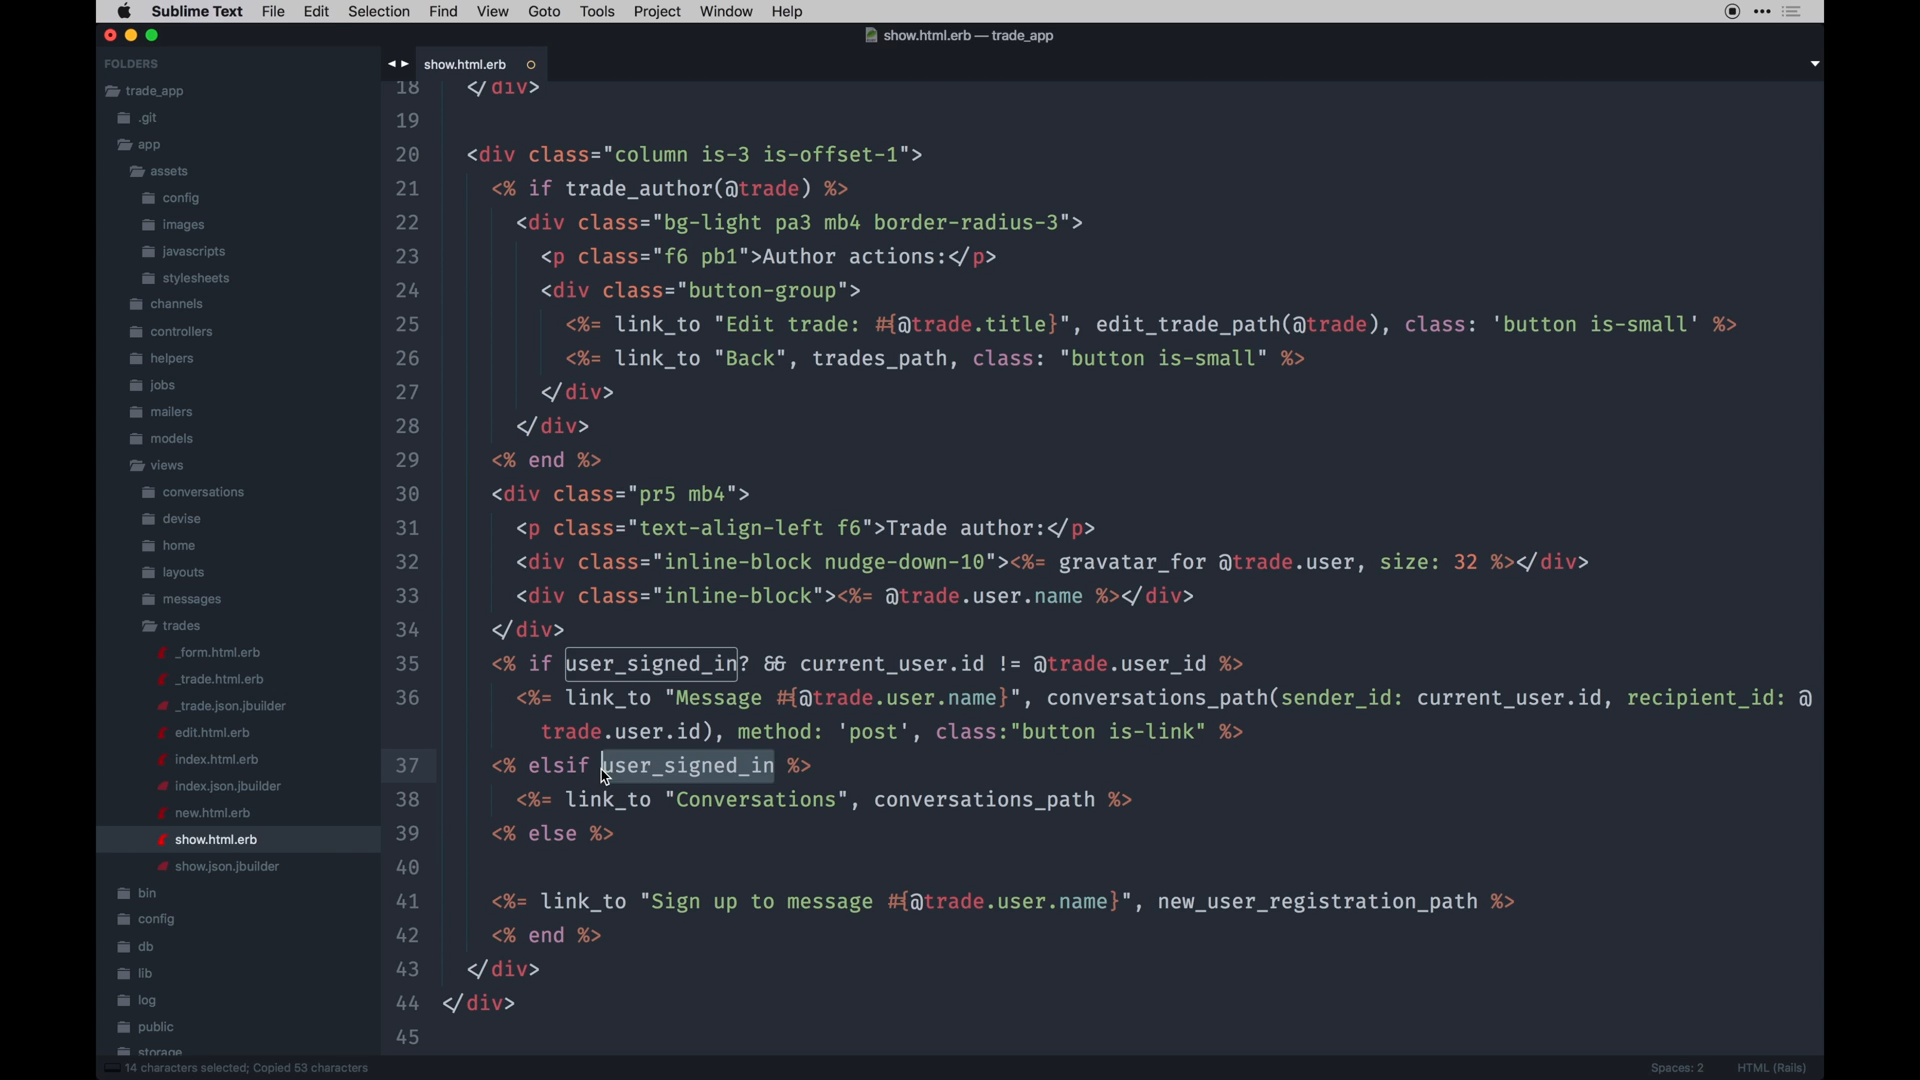 Sublime Text File Edit Selection Find View Goto Tools Project Window Help
show.html.erb — trade_app
FOLDERS
show.html.erb
trade_app
.git
app
assets
config
images
javascripts
stylesheets
channels
controllers
helpers
jobs
mailers
models
views
conversations
devise
home
layouts
messages
trades
_form.html.erb
_trade.html.erb
_trade.json.jbuilder
edit.html.erb
index.html.erb
index.json.jbuilder
new.html.erb
show.html.erb
show.json.jbuilder
bin
config
db
lib
log
public
storage
18 </div>
19
20 <div class="column is-3 is-offset-1">
21 <% if trade_author(@trade) %>
22 <div class="bg-light pa3 mb4 border-radius-3">
23 <p class="f6 pb1">Author actions:</p>
24 <div class="button-group">
25 <%= link_to "Edit trade: #{@trade.title}", edit_trade_path(@trade), class: 'button is-small' %>
26 <%= link_to "Back", trades_path, class: "button is-small" %>
27 </div>
28 </div>
29 <% end %>
30 <div class="pr5 mb4">
31 <p class="text-align-left f6">Trade author:</p>
32 <div class="inline-block nudge-down-10"><%= gravatar_for @trade.user, size: 32 %></div>
33 <div class="inline-block"><%= @trade.user.name %></div>
34 </div>
35 <% if user_signed_in? && current_user.id != @trade.user_id %>
36 <%= link_to "Message #{@trade.user.name}", conversations_path(sender_id: current_user.id, recipient_id: @
trade.user.id), method: 'post', class:"button is-link" %>
37 <% elsif user_signed_in %>
38 <%= link_to "Conversations", conversations_path %>
39 <% else %>
40
41 <%= link_to "Sign up to message #{@trade.user.name}", new_user_registration_path %>
42 <% end %>
43 </div>
44 </div>
45
14 characters selected; Copied 53 characters
Spaces: 2 HTML (Rails)